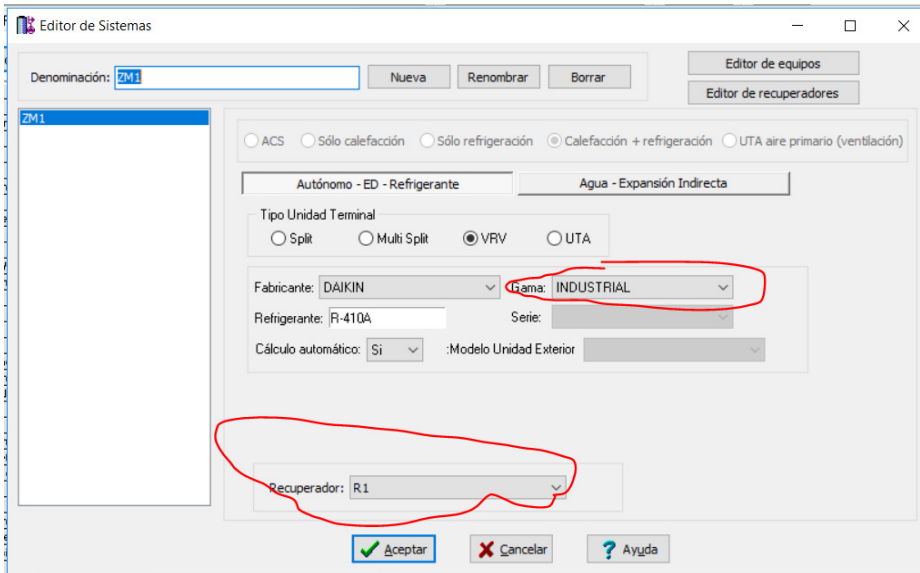 Editor de Sistemas
Denominación: ZM1 Nueva Renombrar Borrar
Editor de equipos
Editor de recuperadores
ZM1
ACS Sólo calefacción Sólo refrigeración Calefacción + refrigeración UTA aire primario (ventilación)
Autónomo - ED - Refrigerante Agua - Expansión Indirecta
Tipo Unidad Terminal
Split Multi Split VRV UTA
Fabricante: DAIKIN Gama: INDUSTRIAL
Refrigerante: R-410A Serie:
Cálculo automático: Si :Modelo Unidad Exterior
Recuperador: R1
Aceptar Cancelar Ayuda